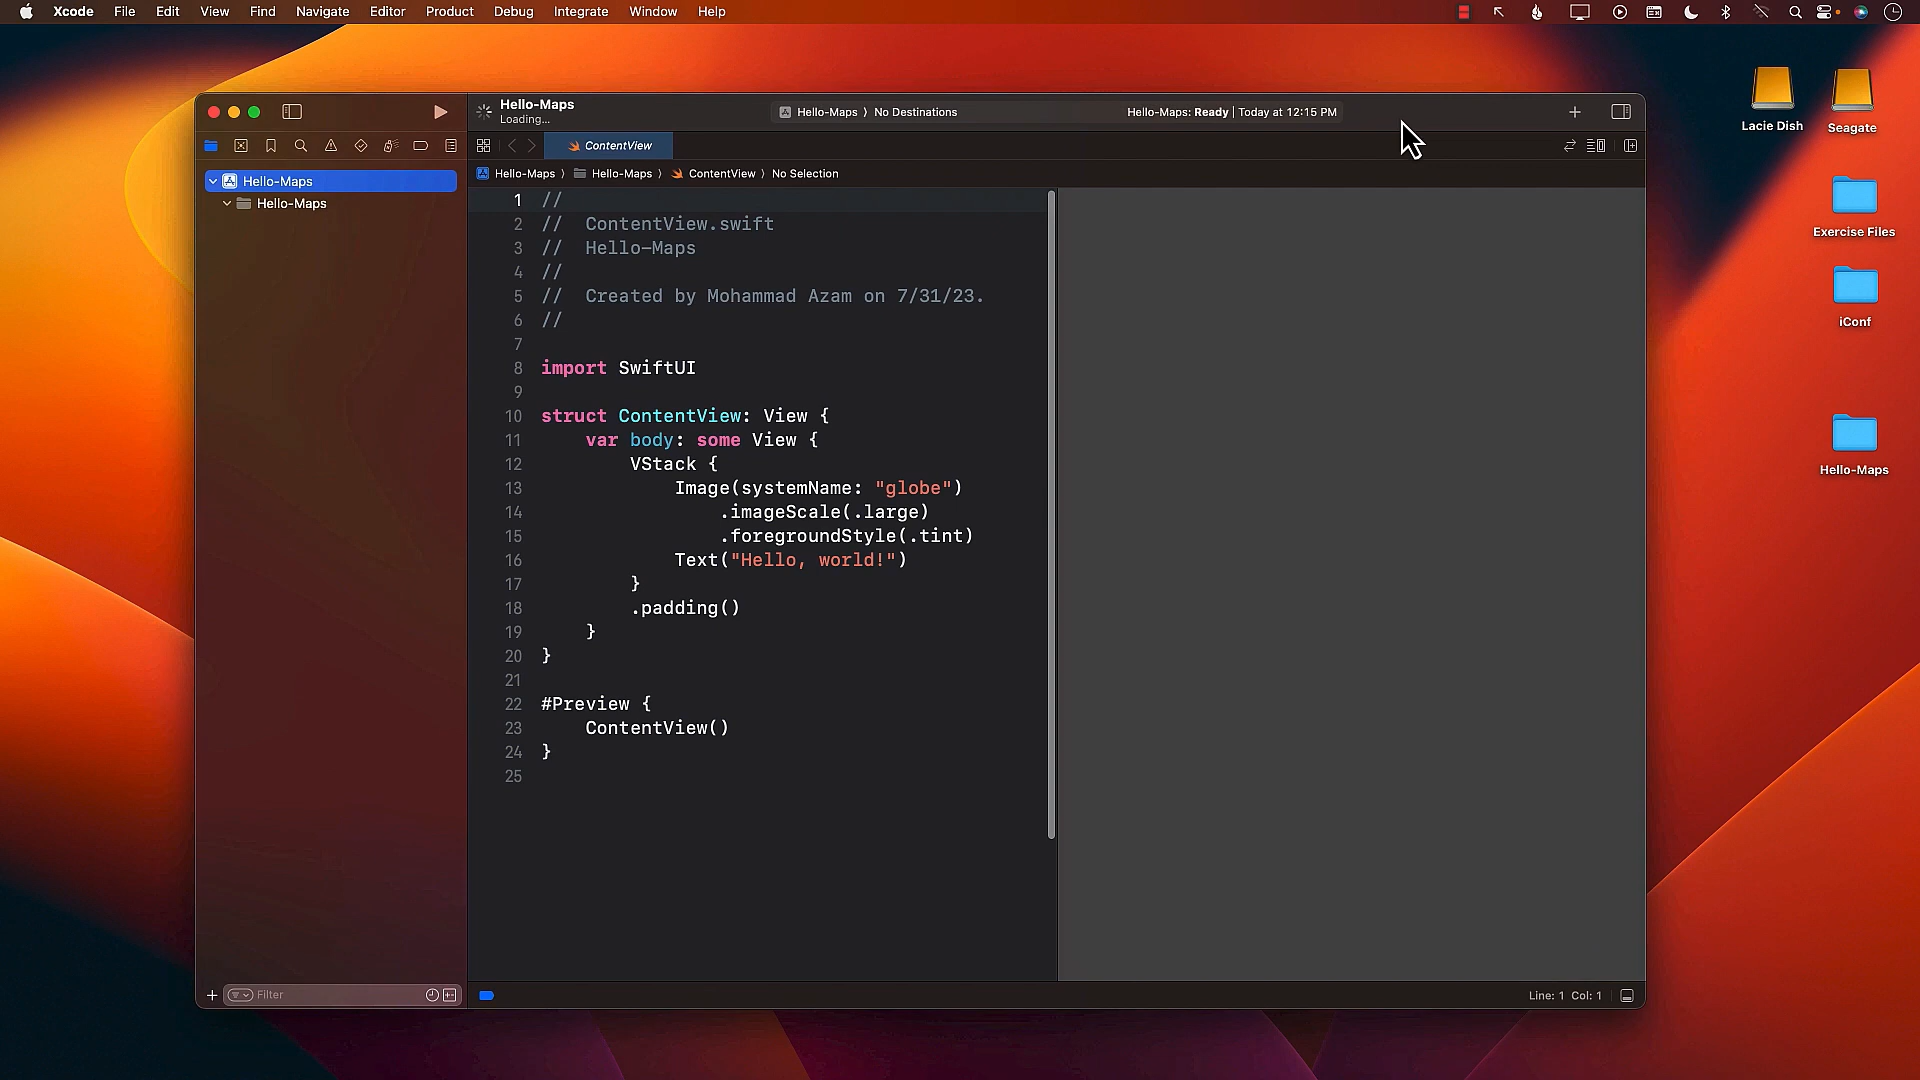 Xcode File Edit View Find Navigate Editor Product Debug Integrate Window Help
Hello-Maps
Loading...
Hello-Maps 〉 No Destinations
Hello-Maps: Ready | Today at 12:15 PM
ContentView
Hello-Maps 〉 Hello-Maps 〉 ContentView 〉 No Selection
Hello-Maps
Hello-Maps
1 //
2 //  ContentView.swift
3 //  Hello-Maps
4 //
5 //  Created by Mohammad Azam on 7/31/23.
6 //
7
8 import SwiftUI
9
10 struct ContentView: View {
11     var body: some View {
12         VStack {
13             Image(systemName: "globe")
14                 .imageScale(.large)
15                 .foregroundStyle(.tint)
16             Text("Hello, world!")
17         }
18         .padding()
19     }
20 }
21
22 #Preview {
23     ContentView()
24 }
25
Filter
Line: 1 Col: 1
Lacie Dish
Seagate
Exercise Files
iConf
Hello-Maps